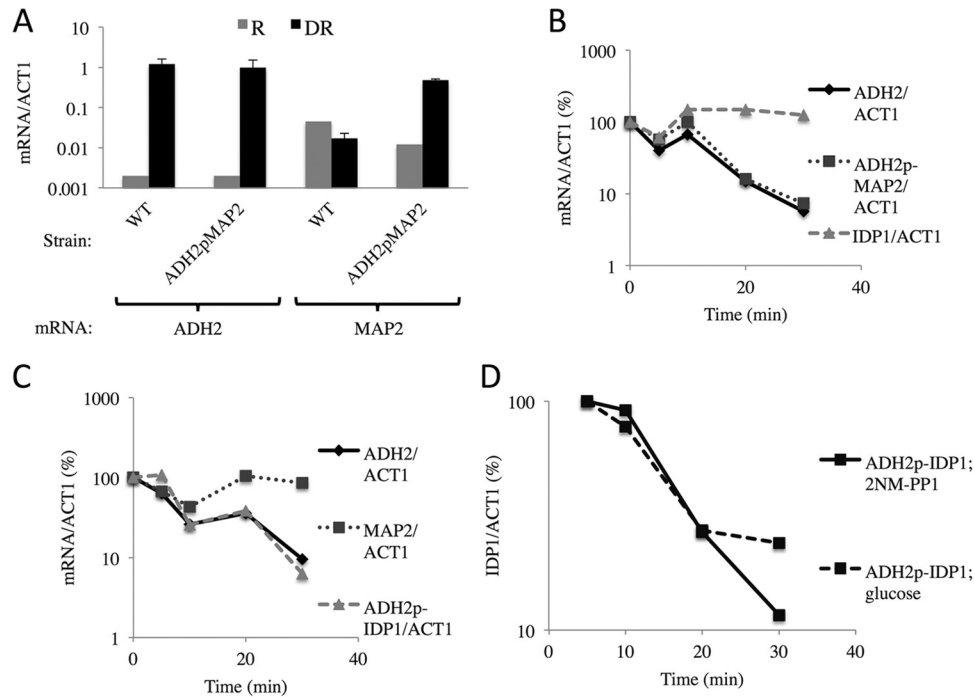 A
R DR
mRNA/ACT1
10
1
0.1
0.01
0.001
WT
ADH2pMAP2
WT
ADH2pMAP2
Strain:
mRNA:
ADH2
MAP2
B
mRNA/ACT1 (%)
1000
100
10
1
0 20 40
Time (min)
ADH2/
ACT1
ADH2p-
MAP2/
ACT1
IDP1/ACT1
C
mRNA/ACT1 (%)
1000
100
10
1
0 20 40
Time (min)
ADH2/
ACT1
MAP2/
ACT1
ADH2p-
IDP1/ACT1
D
IDP1/ACT1 (%)
100
10
0 10 20 30 40
Time (min)
ADH2p-IDP1;
2NM-PP1
ADH2p-IDP1;
glucose